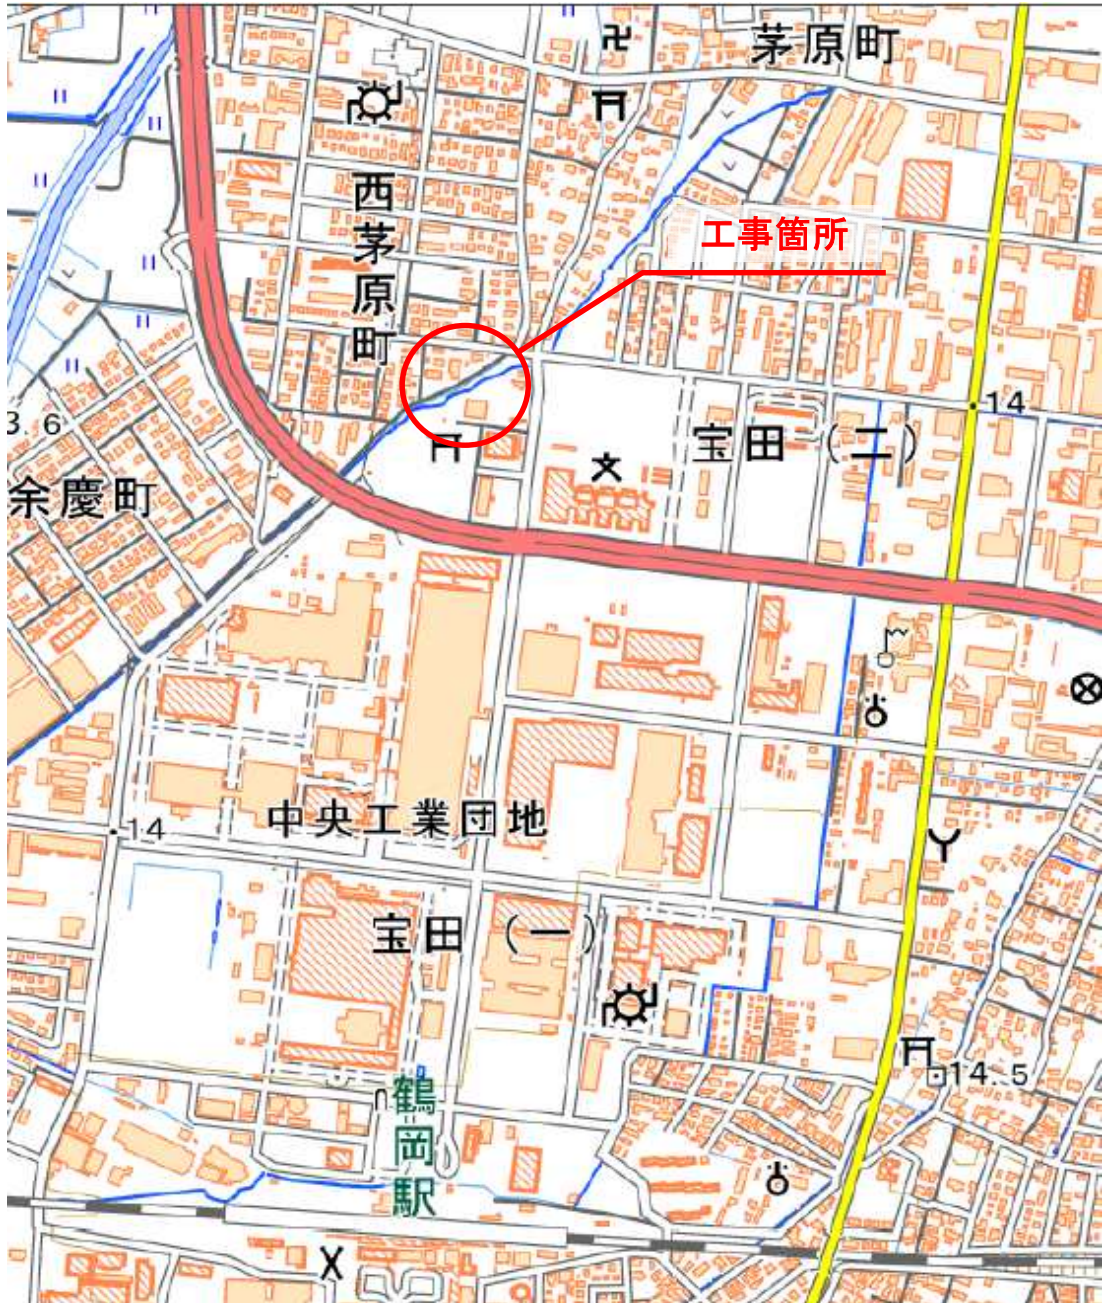 茅原町
西茅原町
工事箇所
14
3.6
宝田(二)
余慶町
中央工業団地
14
宝田(一)
14.5
鶴岡駅